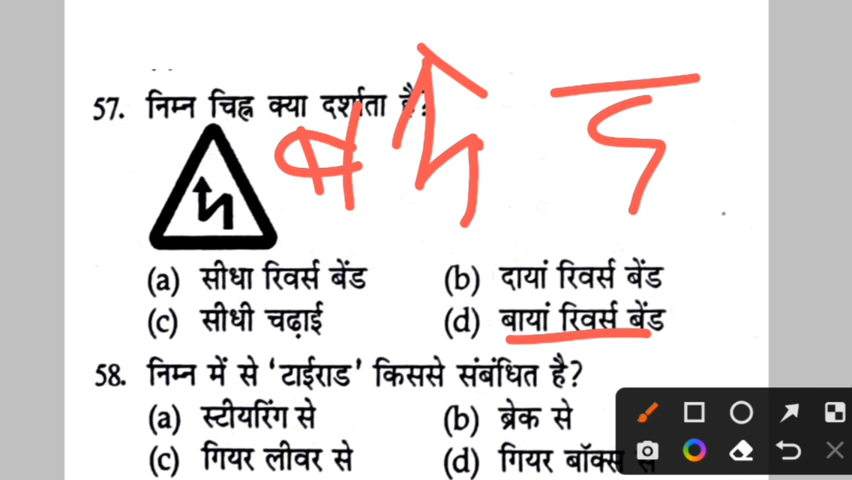 57. निम्न चिह्न क्या दर्शाता है?
(a) सीधा रिवर्स बेंड (b) दायां रिवर्स बेंड
(c) सीधी चढ़ाई (d) बायां रिवर्स बेंड
58. निम्न में से ‘टाईराड’ किससे संबंधित है?
(a) स्टीयरिंग से (b) ब्रेक से
(c) गियर लीवर से (d) गियर बॉक्स से